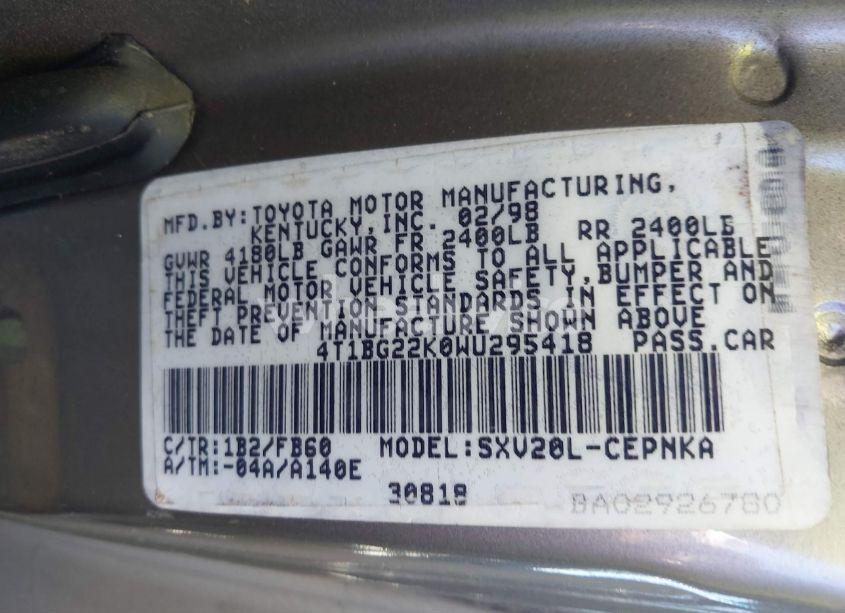 MFD.BY:TOYOTA MOTOR MANUFACTURING,
KENTUCKY,INC. 02/98
GVWR 4180LB GAWR FR 2400LB RR 2400LB
THIS VEHICLE CONFORMS TO ALL APPLICABLE
FEDERAL MOTOR VEHICLE SAFETY,BUMPER AND
THEFT PREVENTION STANDARDS IN EFFECT ON
THE DATE OF MANUFACTURE SHOWN ABOVE
4T1BG22K0WU295418 PASS.CAR
C/TR:1B2/FB60 MODEL:SXV20L-CEPNKA
A/TM:-04A/A140E
30818
BA02926780